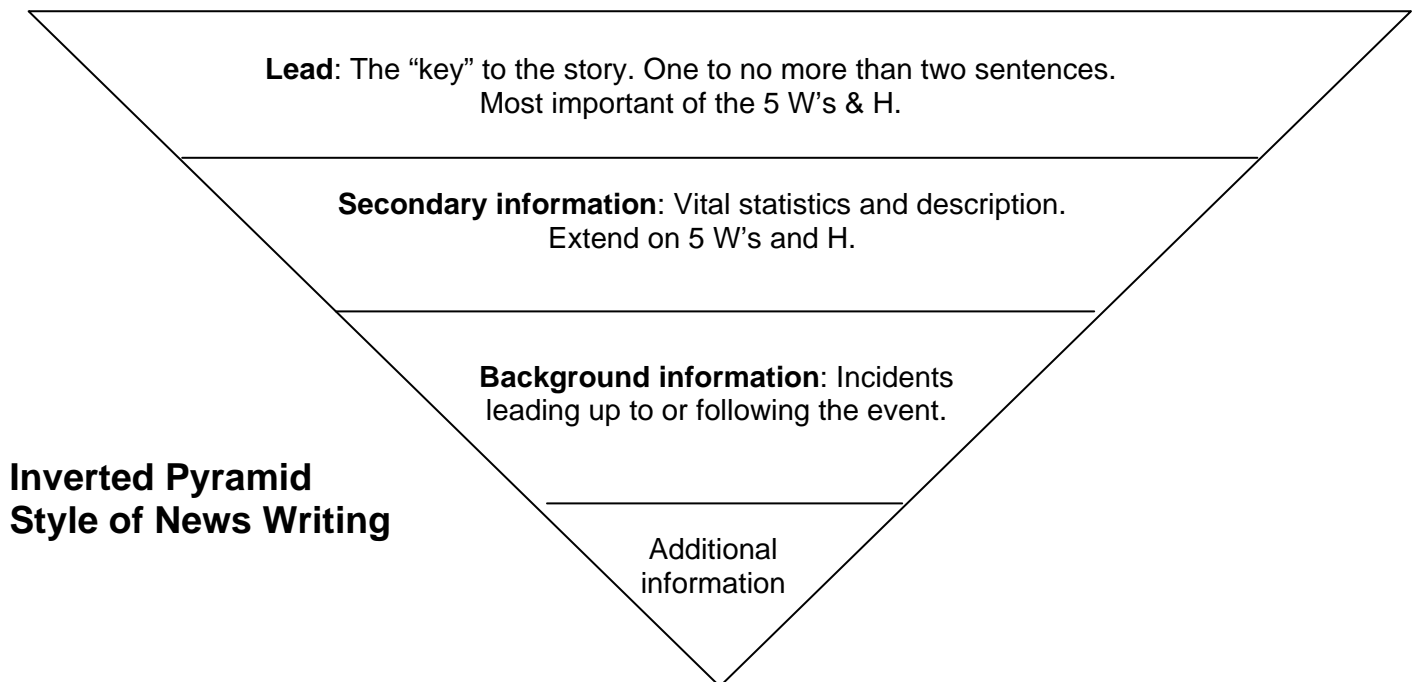 Lead: The “key” to the story. One to no more than two sentences.
Most important of the 5 W’s & H.
Secondary information: Vital statistics and description.
Extend on 5 W’s and H.
Background information: Incidents
leading up to or following the event.
Inverted Pyramid
Style of News Writing
Additional
information